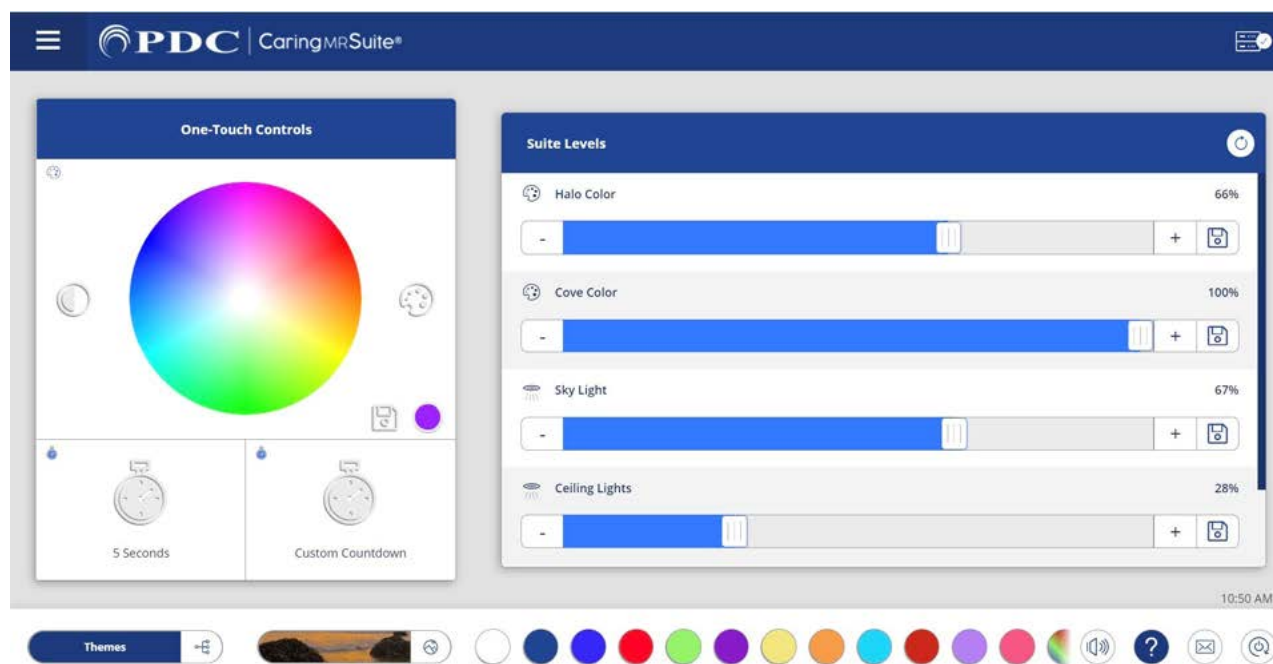 PDC CaringMRSuite®
One-Touch Controls
5 Seconds
Custom Countdown
Suite Levels
Halo Color
66%
-
+
Cove Color
100%
-
+
Sky Light
67%
-
+
Ceiling Lights
28%
-
+
10:50 AM
Themes
?